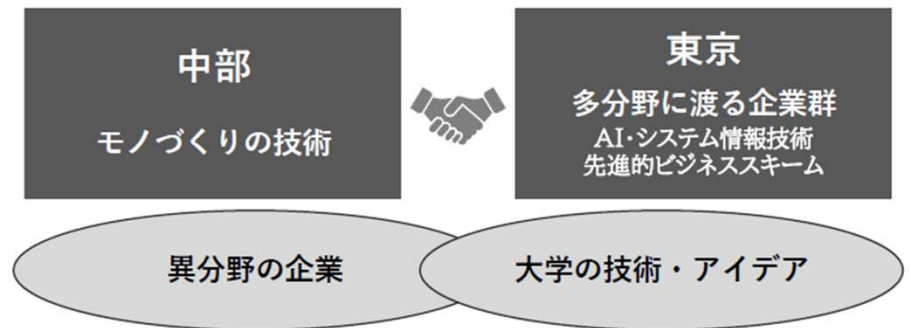 中部
モノづくりの技術
東京
多分野に渡る企業群
AI・システム情報技術
先進的ビジネススキーム
異分野の企業
大学の技術・アイデア